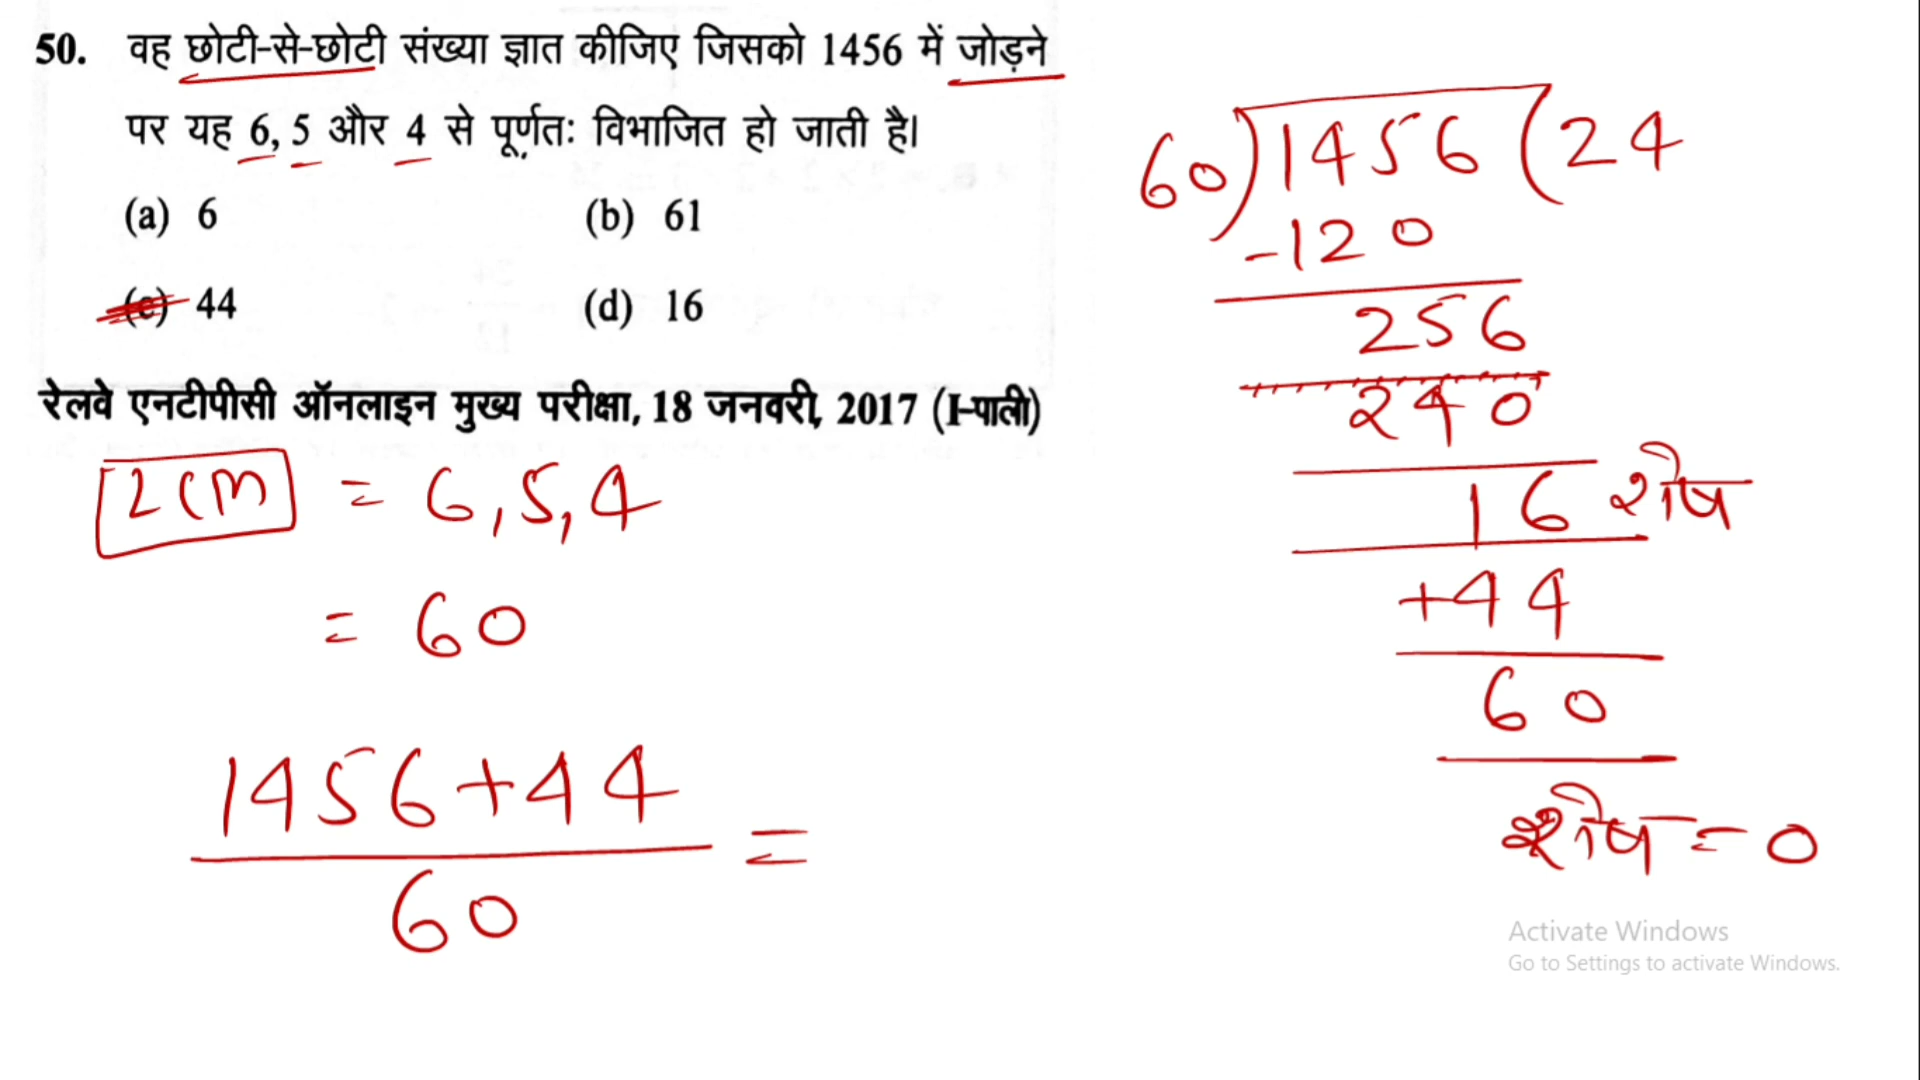 50. वह छोटी-से-छोटी संख्या ज्ञात कीजिए जिसको 1456 में जोड़ने
पर यह 6, 5 और 4 से पूर्णतः विभाजित हो जाती है।
(a) 6 (b) 61
(c) 44 (d) 16
रेलवे एनटीपीसी ऑनलाइन मुख्य परीक्षा, 18 जनवरी, 2017 (I-पाली)
LCM = 6, 5, 4
= 60
1456+44
60
=
60)1456(24
-120
256
240
16 शेष
+44
60
शेष = 0
Activate Windows
Go to Settings to activate Windows.